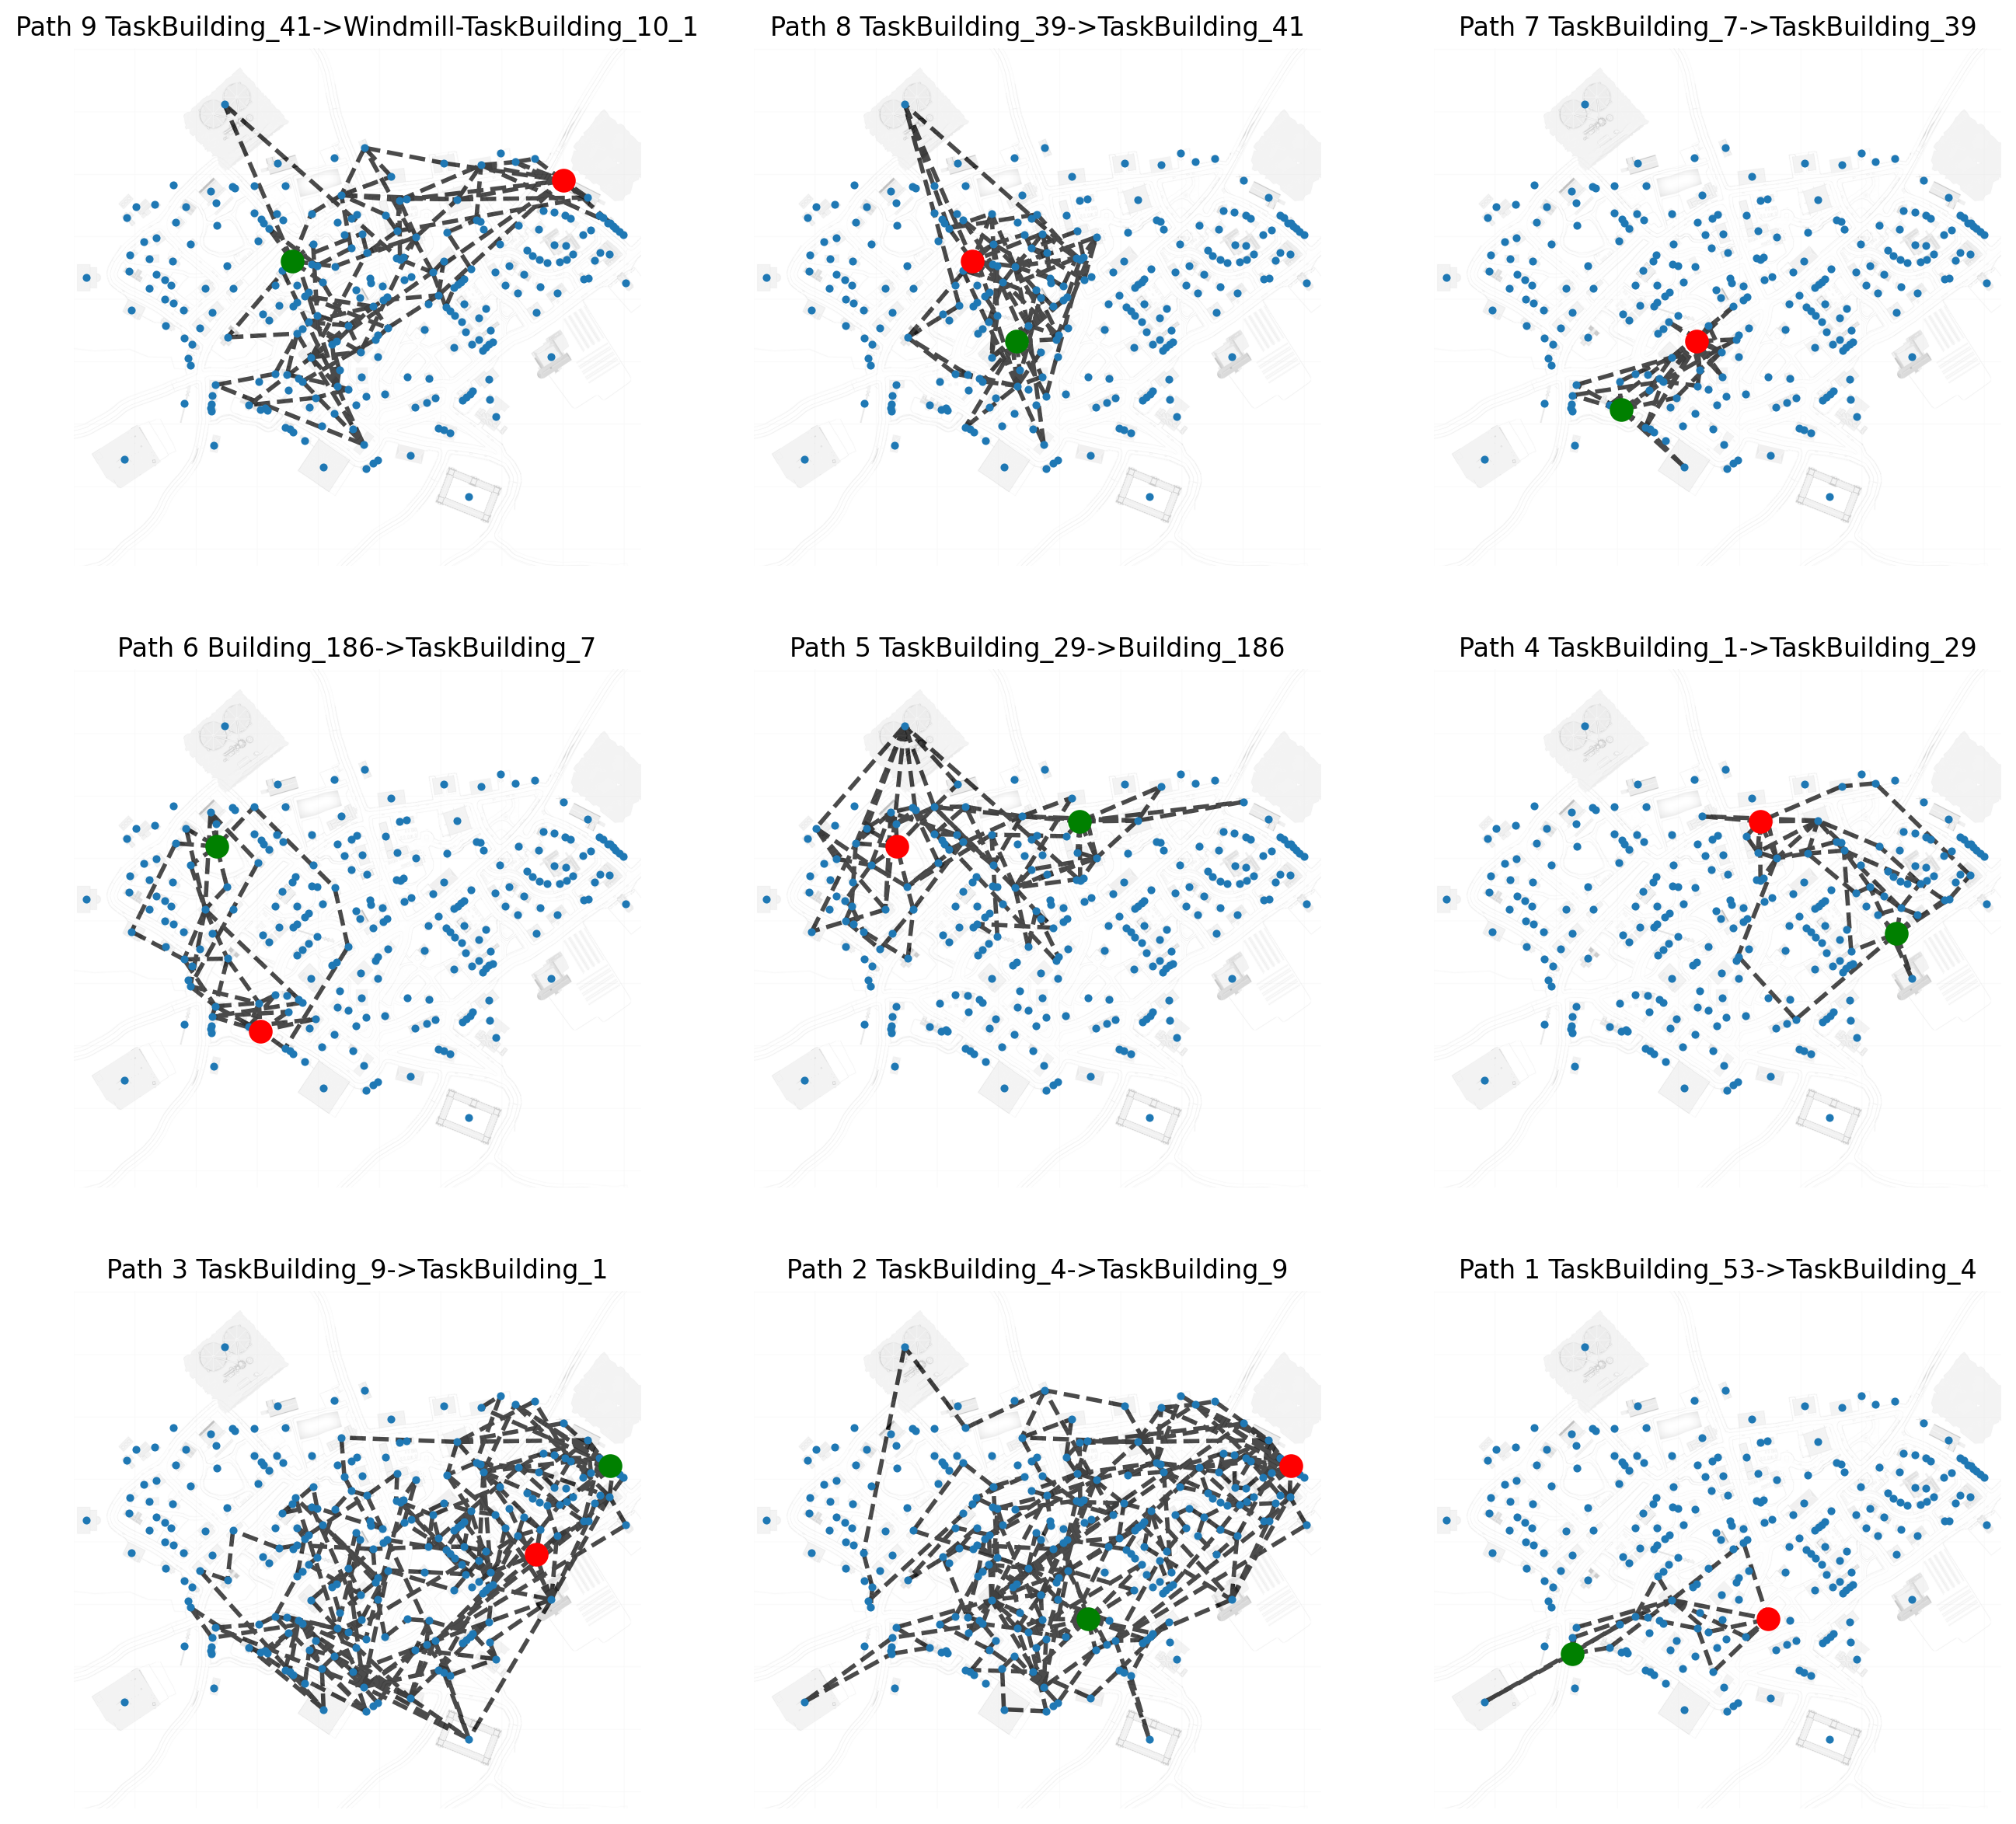 Path 9 TaskBuilding_41->Windmill-TaskBuilding_10_1
Path 8 TaskBuilding_39->TaskBuilding_41
Path 7 TaskBuilding_7->TaskBuilding_39
Path 6 Building_186->TaskBuilding_7
Path 5 TaskBuilding_29->Building_186
Path 4 TaskBuilding_1->TaskBuilding_29
Path 3 TaskBuilding_9->TaskBuilding_1
Path 2 TaskBuilding_4->TaskBuilding_9
Path 1 TaskBuilding_53->TaskBuilding_4